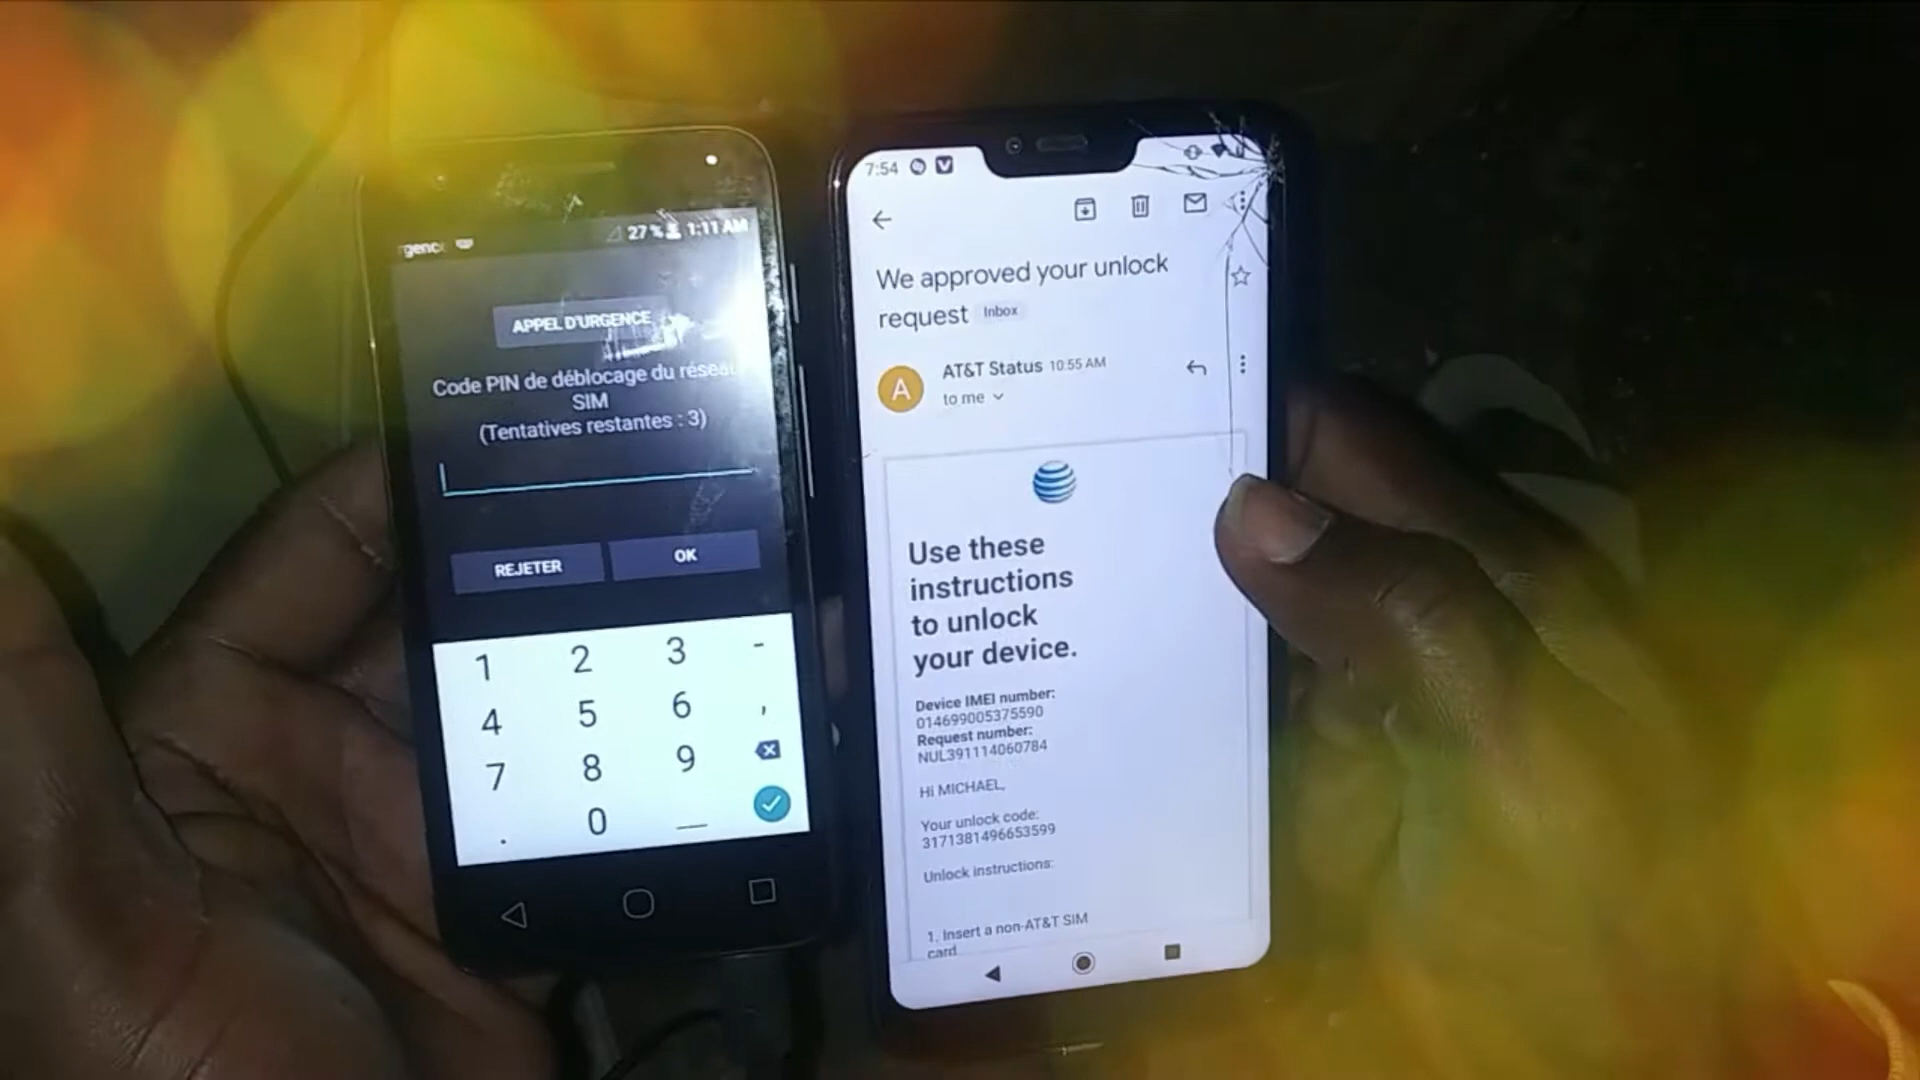 27 % 1:11 AM
APPEL D'URGENCE
Code PIN de déblocage du réseau
SIM
(Tentatives restantes : 3)
REJETER OK
1 2 3 -
4 5 6 ,
7 8 9
. 0
7:54
We approved your unlock
request Inbox
A
AT&T Status 10:55 AM
to me
Use these
instructions
to unlock
your device.
Device IMEI number:
014699005375590
Request number:
NUL391114060784
Hi MICHAEL,
Your unlock code:
3171381496653599
Unlock instructions:
1. Insert a non-AT&T SIM
card